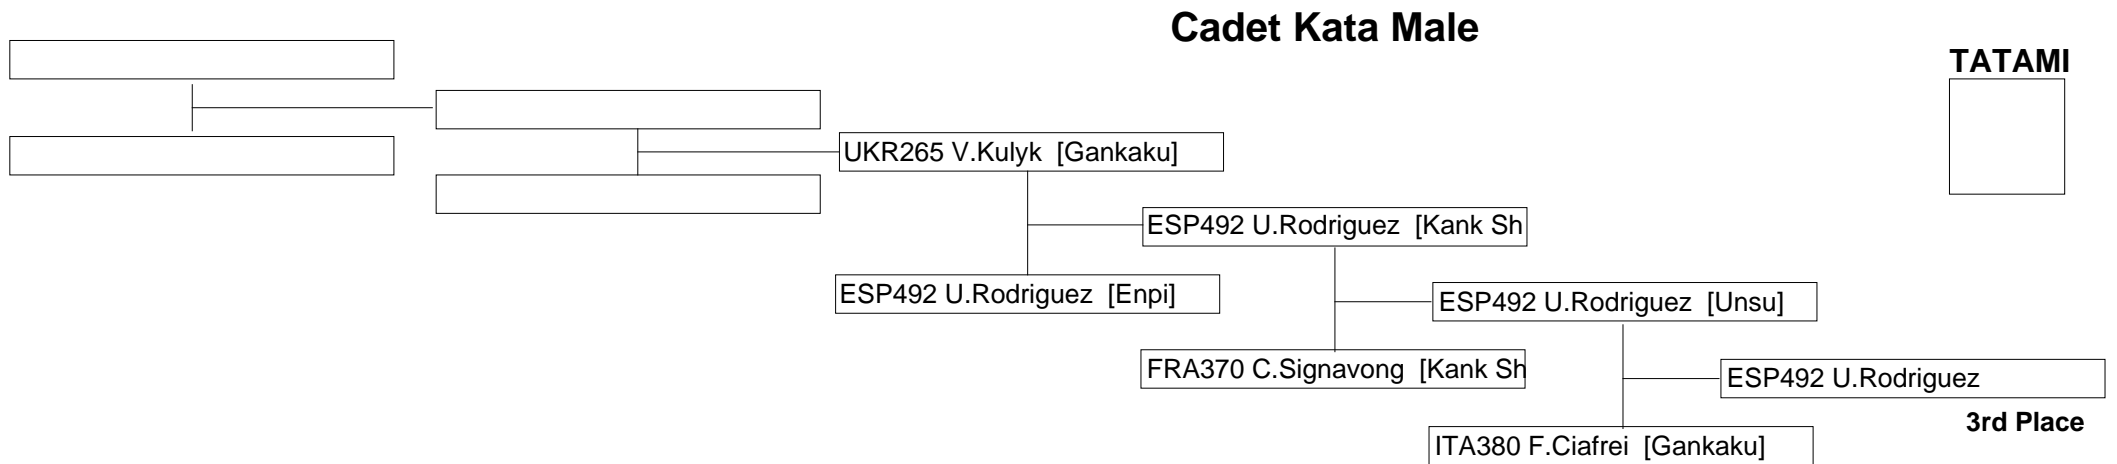 Cadet Kata Male
TATAMI
UKR265 V.Kulyk [Gankaku]
ESP492 U.Rodriguez [Kank Sh
ESP492 U.Rodriguez [Enpi]
ESP492 U.Rodriguez [Unsu]
FRA370 C.Signavong [Kank Sh
ESP492 U.Rodriguez
3rd Place
ITA380 F.Ciafrei [Gankaku]